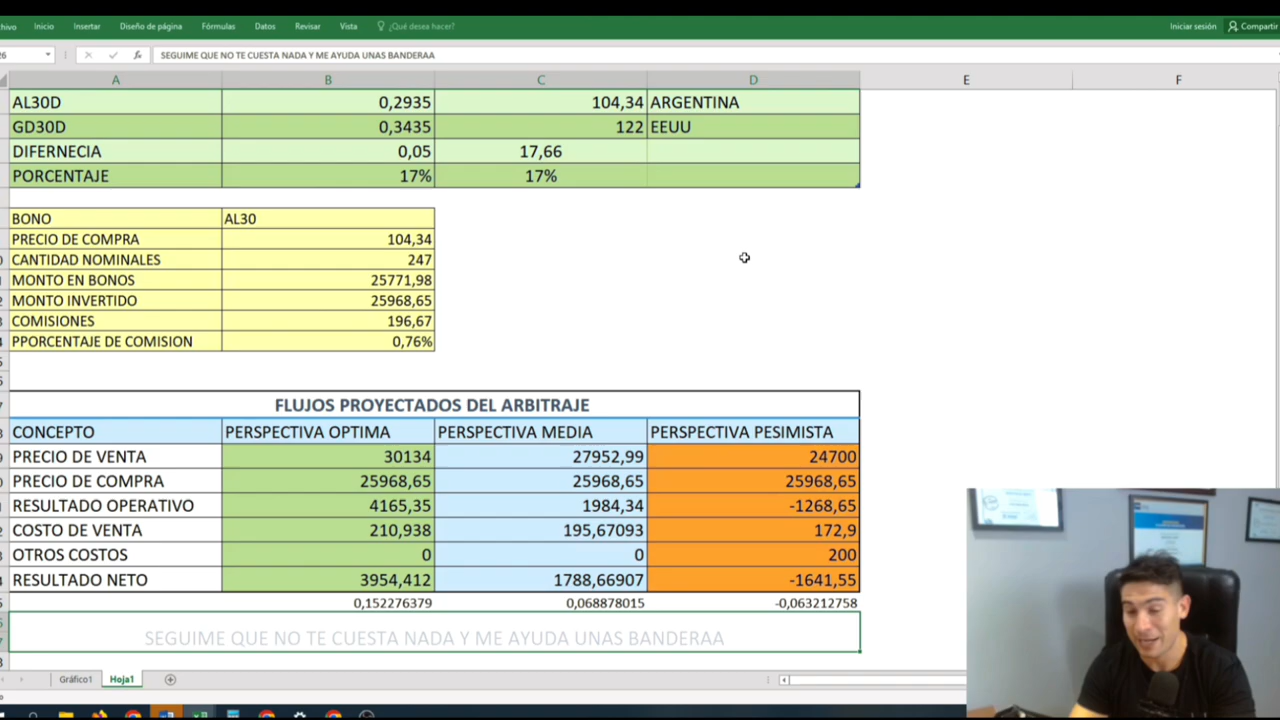 Inicio Insertar Diseño de página Fórmulas Datos Revisar Vista ¿Qué desea hacer? Iniciar sesión Compartir
fx SEGUIME QUE NO TE CUESTA NADA Y ME AYUDA UNAS BANDERAA
A B C D E F
AL30D 0,2935 104,34 ARGENTINA
GD30D 0,3435 122 EEUU
DIFERNECIA 0,05 17,66
PORCENTAJE 17% 17%
BONO AL30
PRECIO DE COMPRA 104,34
CANTIDAD NOMINALES 247
MONTO EN BONOS 25771,98
MONTO INVERTIDO 25968,65
COMISIONES 196,67
PPORCENTAJE DE COMISION 0,76%
FLUJOS PROYECTADOS DEL ARBITRAJE
CONCEPTO PERSPECTIVA OPTIMA PERSPECTIVA MEDIA PERSPECTIVA PESIMISTA
PRECIO DE VENTA 30134 27952,99 24700
PRECIO DE COMPRA 25968,65 25968,65 25968,65
RESULTADO OPERATIVO 4165,35 1984,34 -1268,65
COSTO DE VENTA 210,938 195,67093 172,9
OTROS COSTOS 0 0 200
RESULTADO NETO 3954,412 1788,66907 -1641,55
0,152276379 0,068878015 -0,063212758
SEGUIME QUE NO TE CUESTA NADA Y ME AYUDA UNAS BANDERAA
Gráfico1 Hoja1